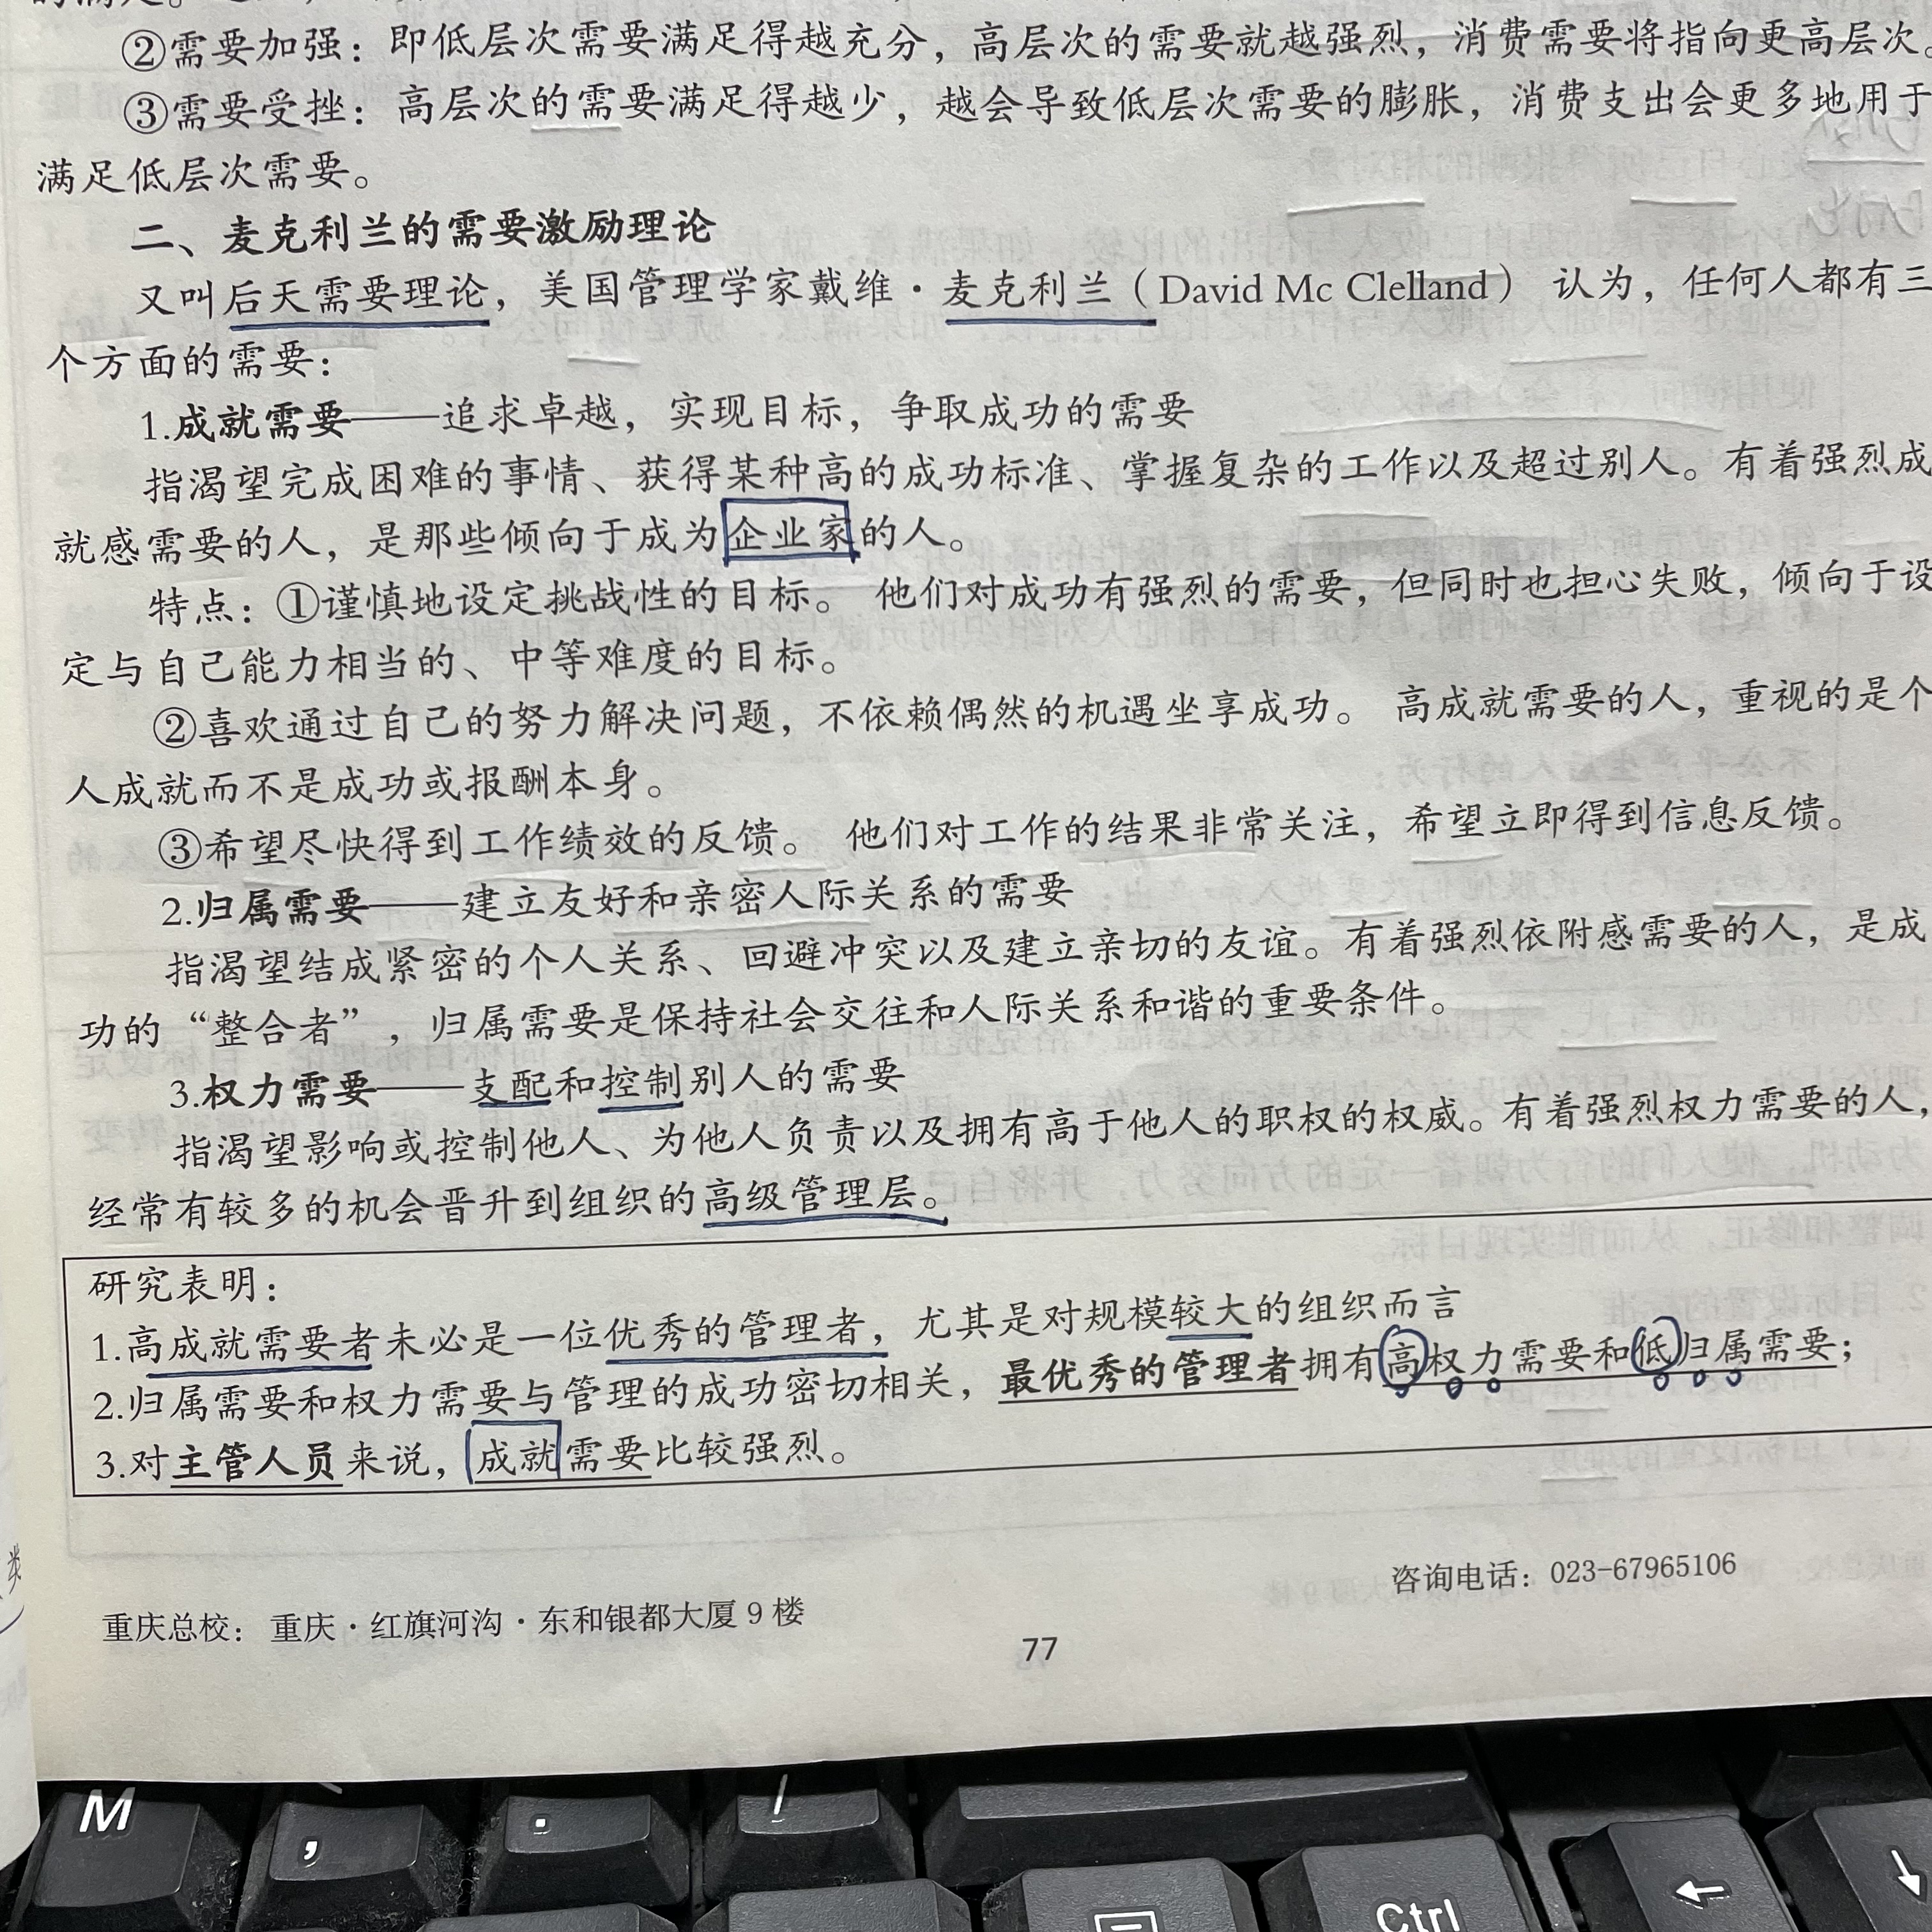 的满足。
②需要加强：即低层次需要满足得越充分，高层次的需要就越强烈，消费需要将指向更高层次。
③需要受挫：高层次的需要满足得越少，越会导致低层次需要的膨胀，消费支出会更多地用于
满足低层次需要。
二、麦克利兰的需要激励理论
又叫后天需要理论，美国管理学家戴维·麦克利兰（David Mc Clelland）认为，任何人都有三
个方面的需要：
1.成就需要——追求卓越，实现目标，争取成功的需要
指渴望完成困难的事情、获得某种高的成功标准、掌握复杂的工作以及超过别人。有着强烈成
就感需要的人，是那些倾向于成为企业家的人。
特点：①谨慎地设定挑战性的目标。他们对成功有强烈的需要，但同时也担心失败，倾向于设
定与自己能力相当的、中等难度的目标。
②喜欢通过自己的努力解决问题，不依赖偶然的机遇坐享成功。高成就需要的人，重视的是个
人成就而不是成功或报酬本身。
③希望尽快得到工作绩效的反馈。他们对工作的结果非常关注，希望立即得到信息反馈。
2.归属需要——建立友好和亲密人际关系的需要
指渴望结成紧密的个人关系、回避冲突以及建立亲切的友谊。有着强烈依附感需要的人，是成
功的“整合者”，归属需要是保持社会交往和人际关系和谐的重要条件。
3.权力需要——支配和控制别人的需要
指渴望影响或控制他人、为他人负责以及拥有高于他人的职权的权威。有着强烈权力需要的人，
经常有较多的机会晋升到组织的高级管理层。
研究表明：
1.高成就需要者未必是一位优秀的管理者，尤其是对规模较大的组织而言
2.归属需要和权力需要与管理的成功密切相关，最优秀的管理者拥有高权力需要和低归属需要；
3.对主管人员来说，成就需要比较强烈。
咨询电话：023-67965106
重庆总校：重庆·红旗河沟·东和银都大厦9楼
77
类
M
,
.
/
Ctrl
←
↓